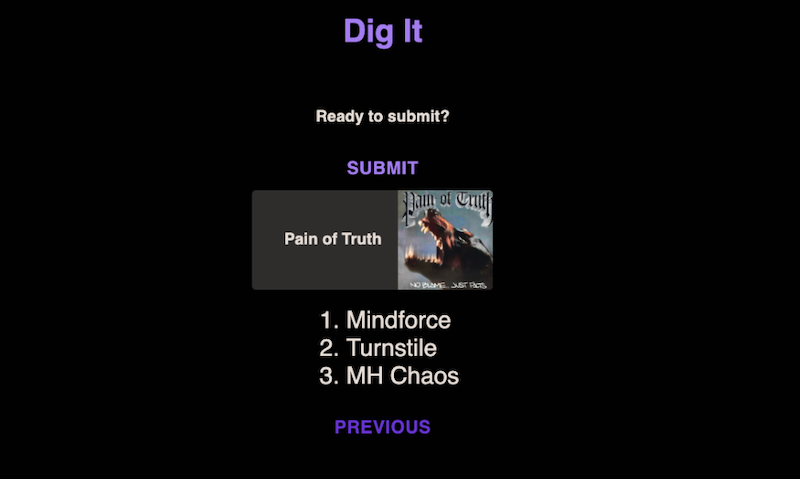 Dig It
Ready to submit?
SUBMIT
Pain of Truth
Pain of Truth
NO BLAME... JUST FACTS
1. Mindforce
2. Turnstile
3. MH Chaos
PREVIOUS